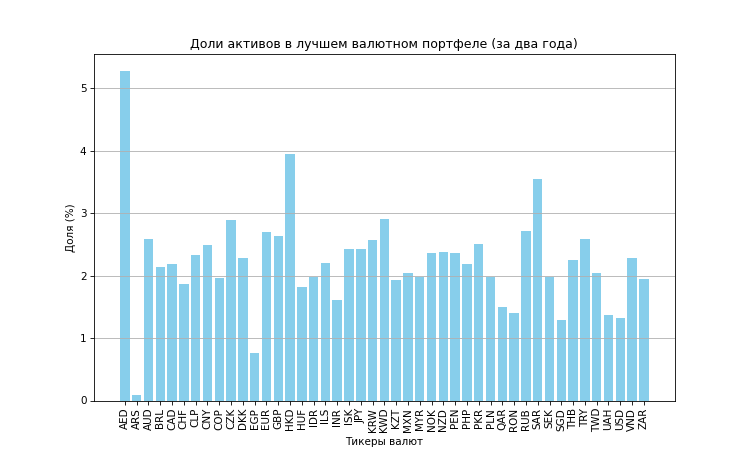 Доли активов в лучшем валютном портфеле (за два года)
Доля (%)
5
4
3
2
1
0
AED ARS AUD BRL CAD CHF CLP CNY COP CZK DKK EGP EUR GBP HKD HUF IDR ILS INR ISK JPY KRW KWD KZT MXN MYR NOK NZD PEN PHP PKR PLN QAR RON RUB SAR SEK SGD THB TRY TWD UAH USD VND ZAR
Тикеры валют